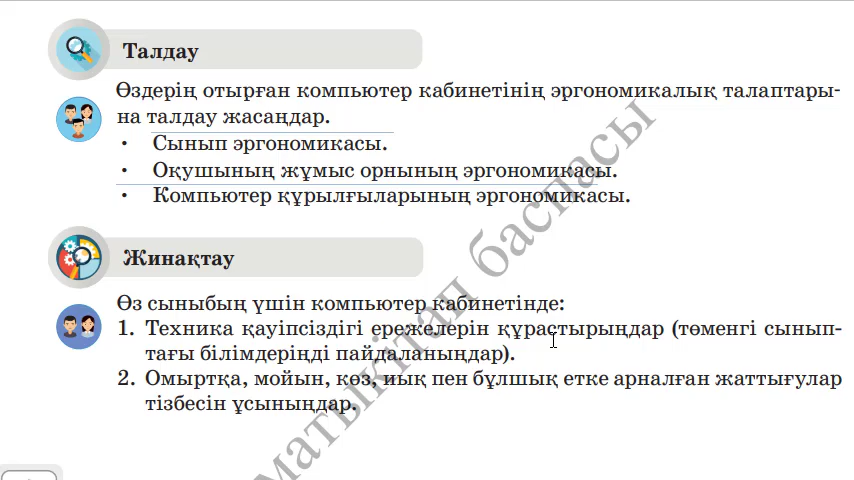 Талдау
Өздерің отырған компьютер кабинетінің эргономикалық талаптары-
на талдау жасаңдар.
• Сынып эргономикасы.
• Оқушының жұмыс орнының эргономикасы.
• Компьютер құрылғыларының эргономикасы.
Жинақтау
Өз сыныбың үшін компьютер кабинетінде:
1. Техника қауіпсіздігі ережелерін құрастырыңдар (төменгі сынып-
тағы білімдеріңді пайдаланыңдар).
2. Омыртқа, мойын, көз, иық пен бұлшық етке арналған жаттығулар
тізбесін ұсыныңдар.
матыкітап баспасы